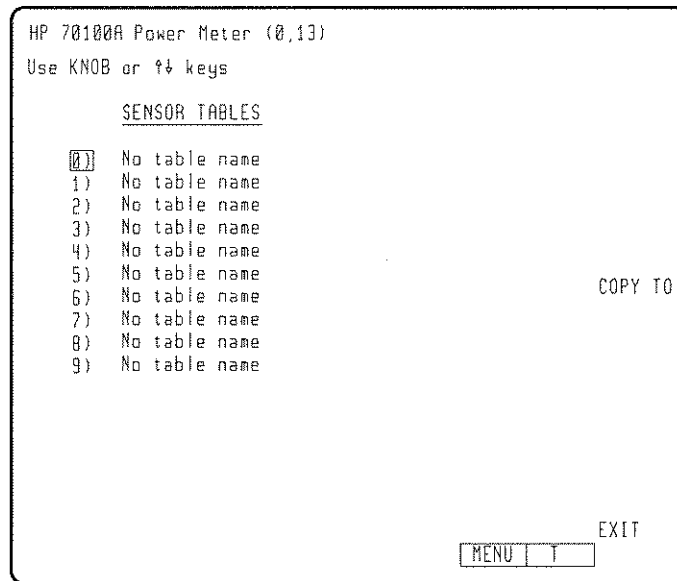 HP 70100A Power Meter (0,13)
Use KNOB or ↑↓ keys
SENSOR TABLES
0) No table name
1) No table name
2) No table name
3) No table name
4) No table name
5) No table name
6) No table name
7) No table name
8) No table name
9) No table name
COPY TO
EXIT
MENU T